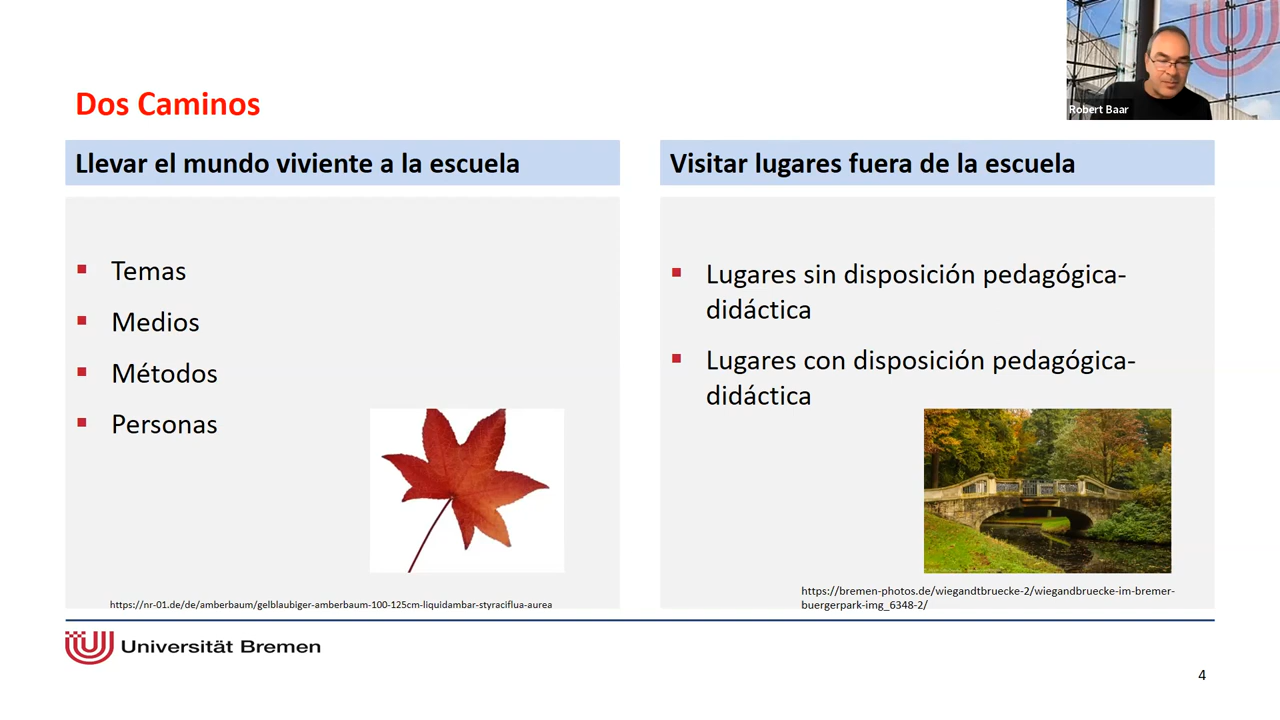 Robert Baar
Dos Caminos
Llevar el mundo viviente a la escuela
Temas
Medios
Métodos
Personas
https://nr-01.de/de/amberbaum/gelblaubiger-amberbaum-100-125cm-liquidambar-styraciflua-aurea
Visitar lugares fuera de la escuela
Lugares sin disposición pedagógica-
didáctica
Lugares con disposición pedagógica-
didáctica
https://bremen-photos.de/wiegandtbruecke-2/wiegandbruecke-im-bremer-
buergerpark-img_6348-2/
Universität Bremen
4